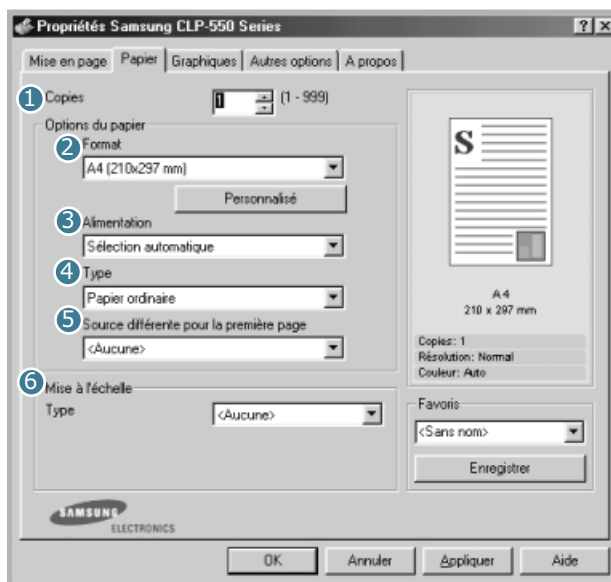 Propriétés Samsung CLP-550 Series
Mise en page Papier Graphiques Autres options A propos
1 Copies 1 (1 - 999)
Options du papier
2 Format
A4 (210x297 mm)
Personnalisé
3 Alimentation
Sélection automatique
4 Type
Papier ordinaire
5 Source différente pour la première page
<Aucune>
6 Mise à l'échelle
Type <Aucune>
S
A4
210 x 297 mm
Copies: 1
Résolution: Normal
Couleur: Auto
Favoris
<Sans nom>
Enregistrer
SAMSUNG
ELECTRONICS
OK Annuler Appliquer Aide